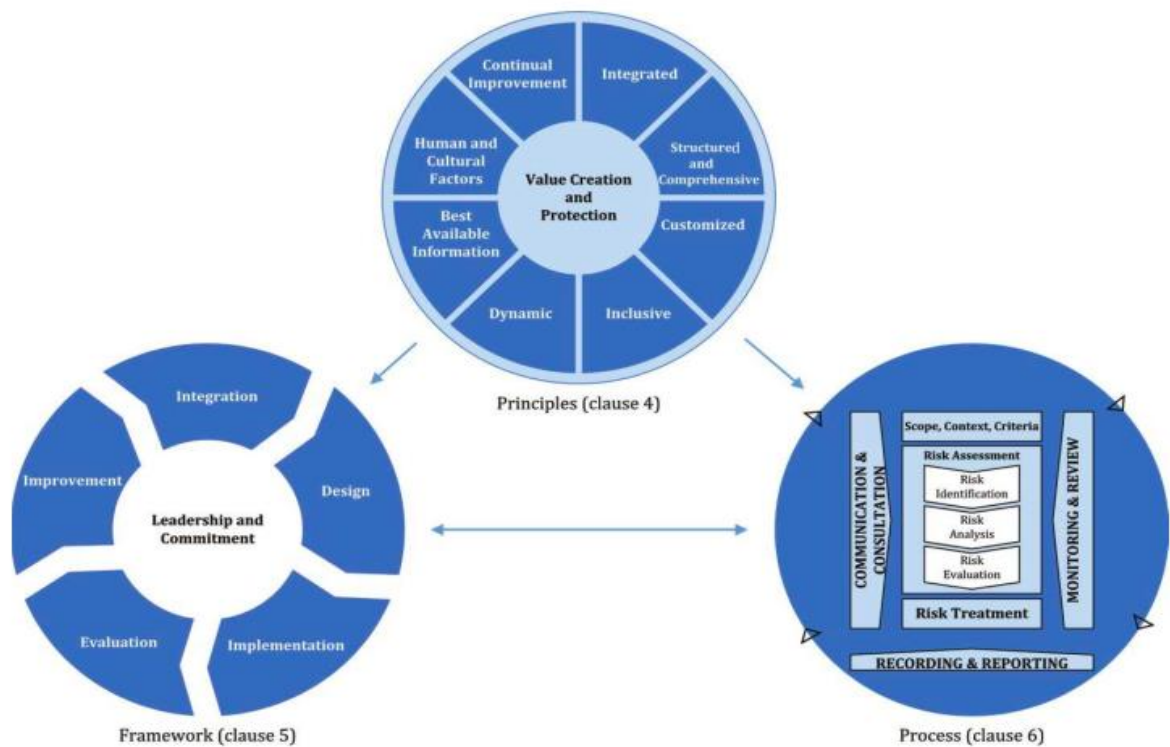 Continual
Improvement
Integrated
Human and
Cultural
Factors
Structured
and
Comprehensive
Value Creation
and
Protection
Best
Available
Information
Customized
Dynamic
Inclusive
Principles (clause 4)
Integration
Improvement
Design
Leadership and
Commitment
Evaluation
Implementation
Framework (clause 5)
Scope, Context, Criteria
Risk Assessment
Risk
Identification
Risk
Analysis
Risk
Evaluation
Risk Treatment
COMMUNICATION &
CONSULTATION
MONITORING & REVIEW
RECORDING & REPORTING
Process (clause 6)